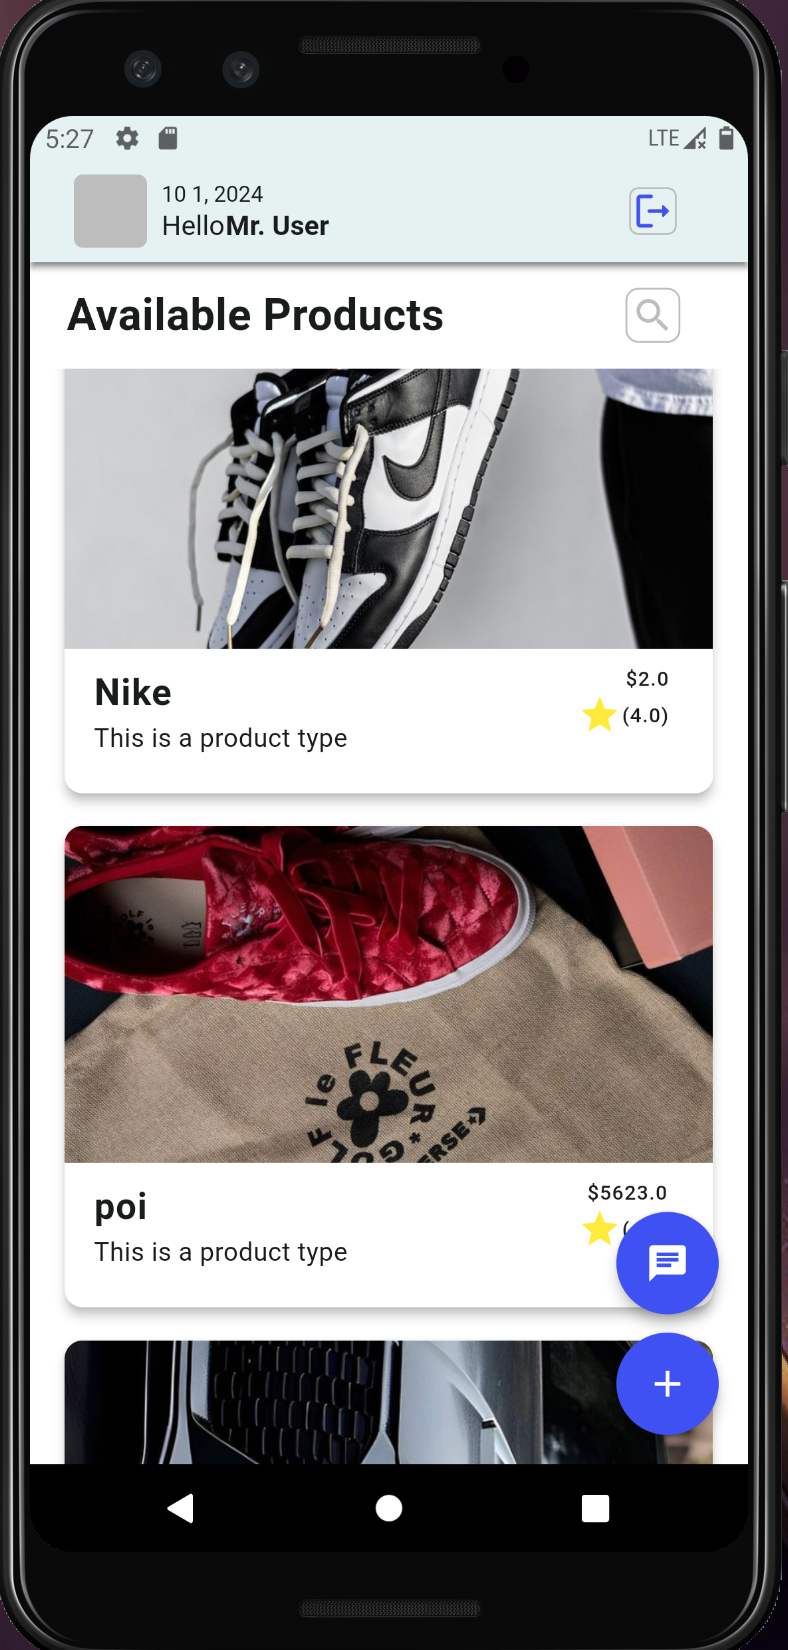 5:27
LTE
10 1, 2024
HelloMr. User
Available Products
Nike
$2.0
This is a product type
(4.0)
GOLF le FLEUR*
poi
$5623.0
This is a product type
(